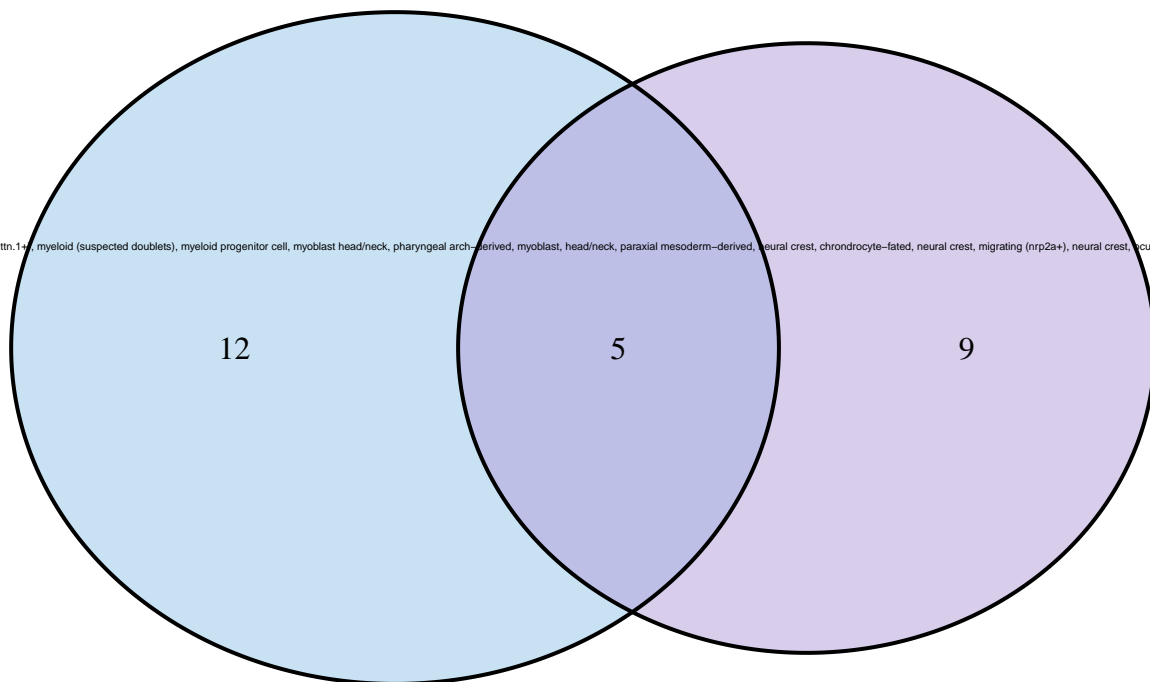 ttn.1+), myeloid (suspected doublets), myeloid progenitor cell, myoblast head/neck, pharyngeal arch−derived, myoblast, head/neck, paraxial mesoderm−derived, neural crest, chrondrocyte−fated, neural crest, migrating (nrp2a+), neural crest, ocu
12 5 9